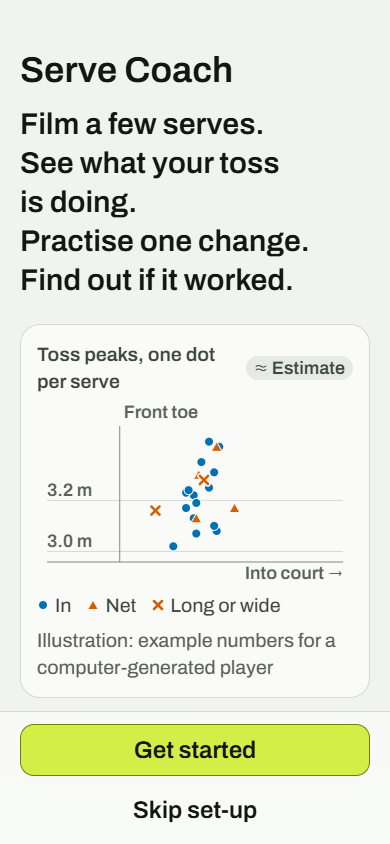 Serve Coach
Film a few serves.
See what your toss
is doing.
Practise one change.
Find out if it worked.
Toss peaks, one dot
per serve
≈ Estimate
Front toe
3.2 m
3.0 m
Into court →
In
Net
Long or wide
Illustration: example numbers for a
computer-generated player
Get started
Skip set-up